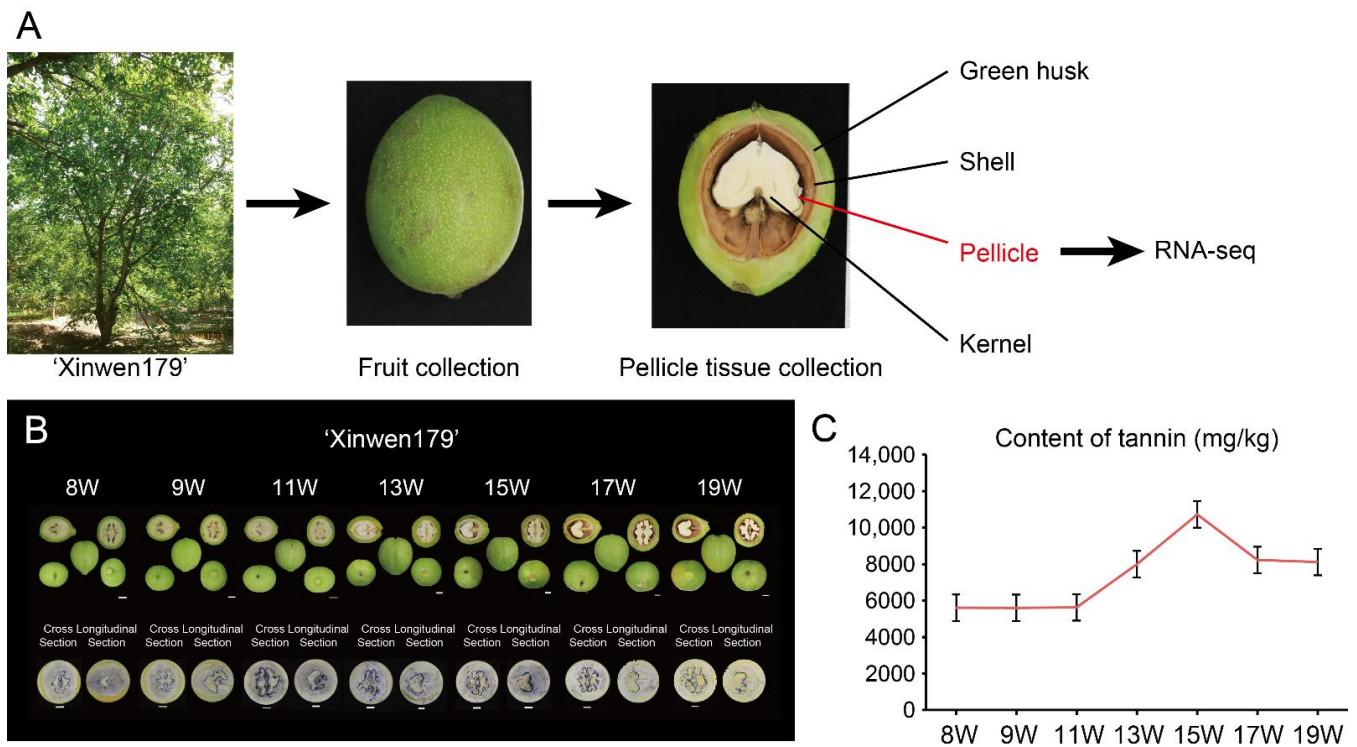 A
Green husk
Shell
Pellicle
RNA-seq
Kernel
'Xinwen179'
Fruit collection
Pellicle tissue collection
B
'Xinwen179'
8W 9W 11W 13W 15W 17W 19W
Cross Longitudinal Cross Longitudinal Cross Longitudinal Cross Longitudinal Cross Longitudinal Cross Longitudinal Cross Longitudinal
Section Section Section Section Section Section Section Section Section Section Section Section Section Section
C
Content of tannin (mg/kg)
14,000
12,000
10,000
8000
6000
4000
2000
0
8W 9W 11W 13W 15W 17W 19W